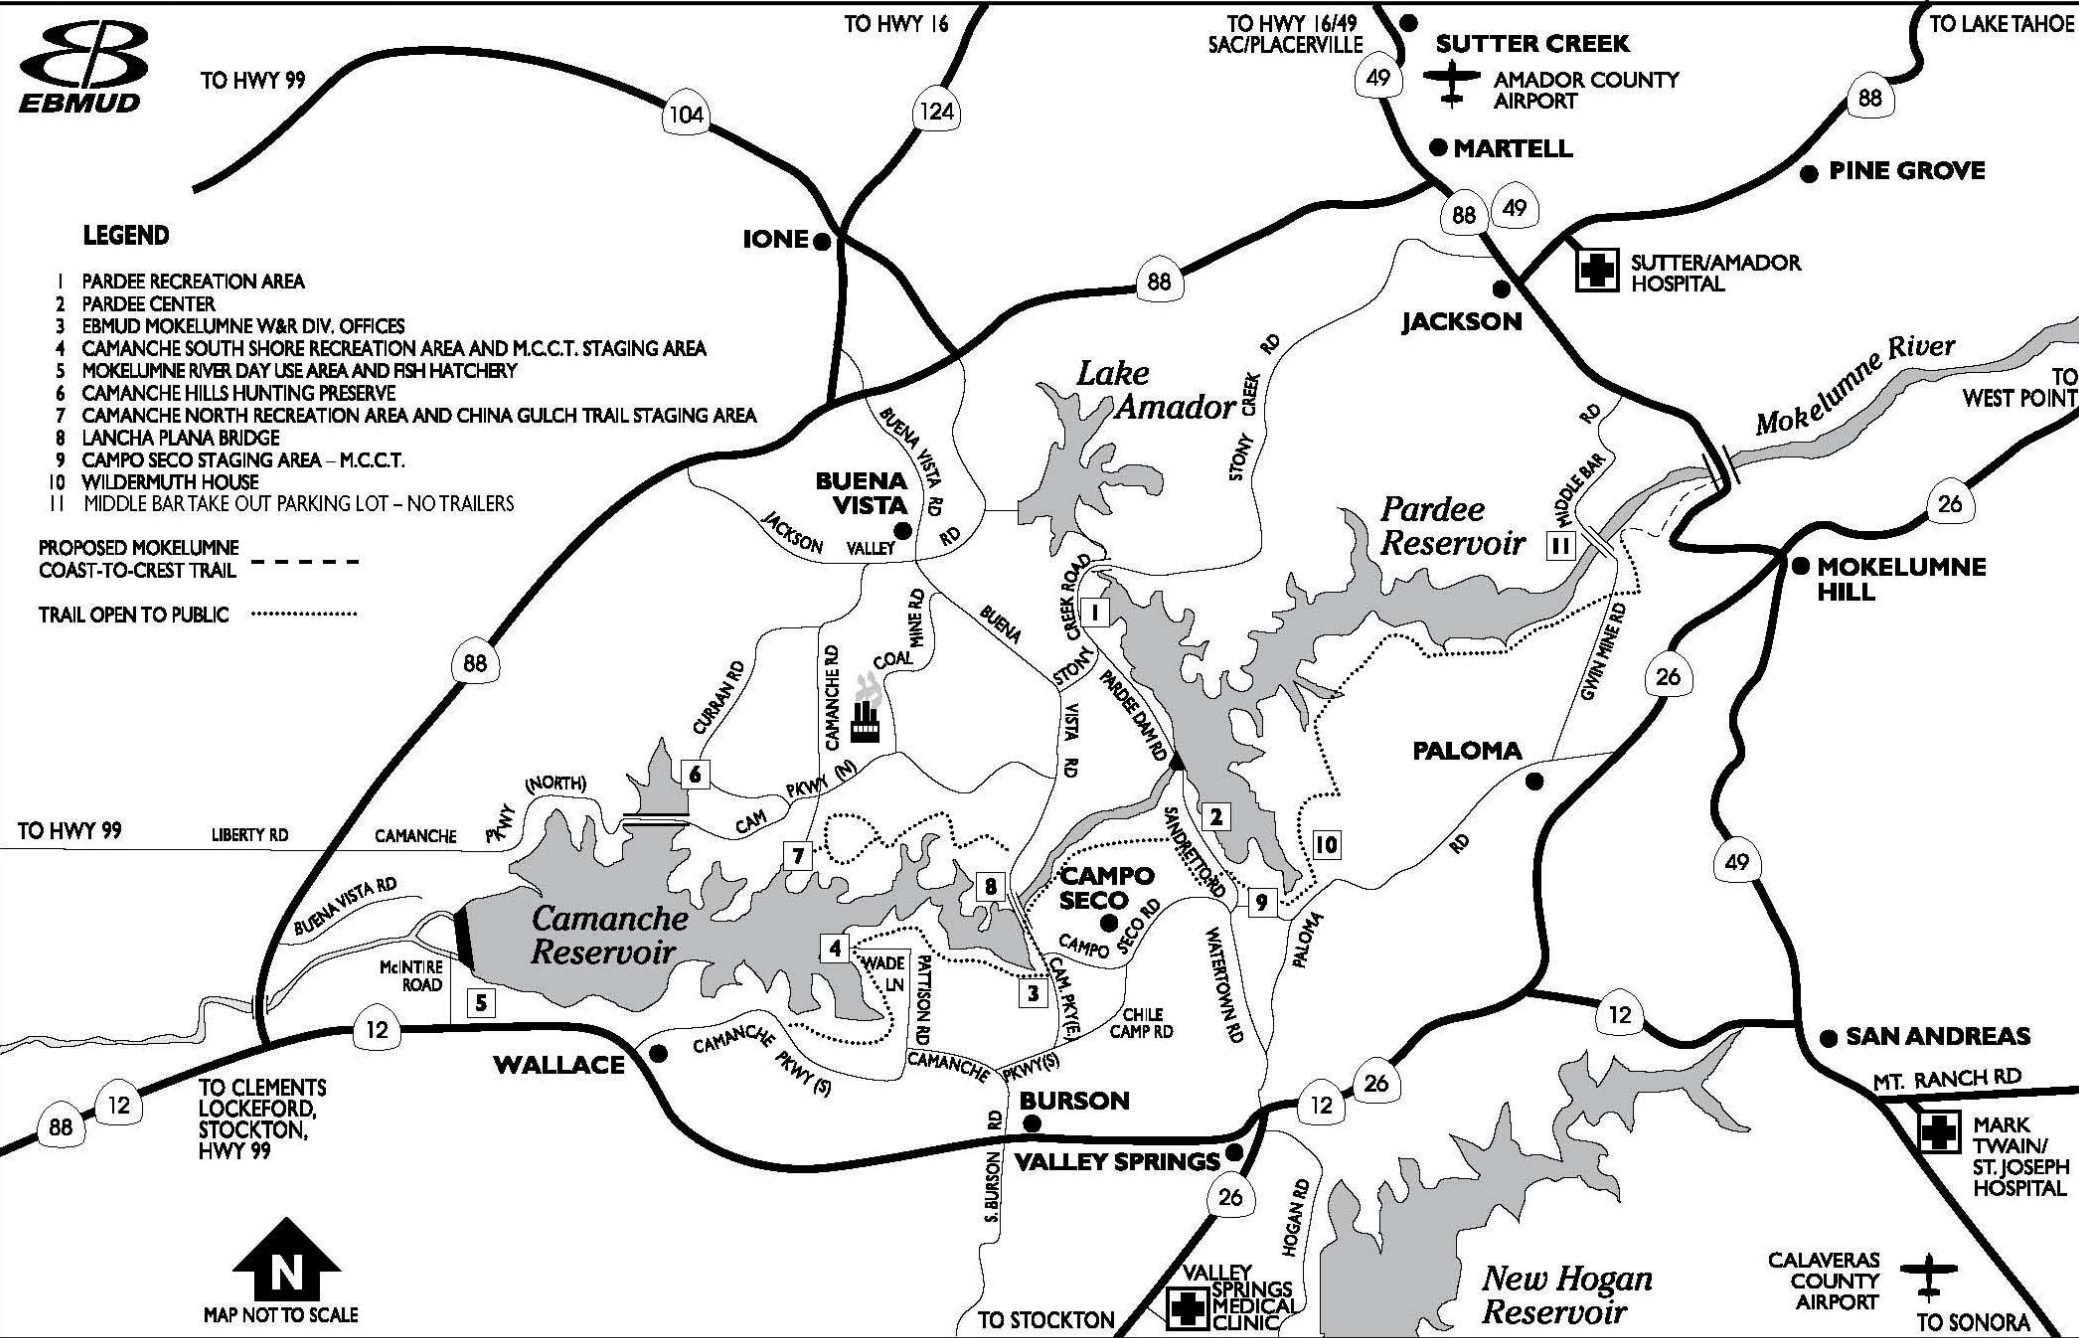 EBMUD
TO HWY 99
104
TO HWY 16
124
TO HWY 16/49
SAC/PLACERVILLE
49
SUTTER CREEK
AMADOR COUNTY
AIRPORT
MARTELL
88
49
TO LAKE TAHOE
88
PINE GROVE
SUTTER/AMADOR
HOSPITAL
JACKSON
IONE
88
LEGEND
1 PARDEE RECREATION AREA
2 PARDEE CENTER
3 EBMUD MOKELUMNE W&R DIV. OFFICES
4 CAMANCHE SOUTH SHORE RECREATION AREA AND M.C.C.T. STAGING AREA
5 MOKELUMNE RIVER DAY USE AREA AND FISH HATCHERY
6 CAMANCHE HILLS HUNTING PRESERVE
7 CAMANCHE NORTH RECREATION AREA AND CHINA GULCH TRAIL STAGING AREA
8 LANCHA PLANA BRIDGE
9 CAMPO SECO STAGING AREA – M.C.C.T.
10 WILDERMUTH HOUSE
11 MIDDLE BAR TAKE OUT PARKING LOT – NO TRAILERS
PROPOSED MOKELUMNE
COAST-TO-CREST TRAIL
TRAIL OPEN TO PUBLIC
Lake
Amador
STONY CREEK RD
Mokelumne River
TO
WEST POINT
26
MIDDLE BAR RD
11
Pardee
Reservoir
MOKELUMNE
HILL
BUENA VISTA RD
BUENA
VISTA
JACKSON VALLEY RD
STONY CREEK ROAD
1
BUENA VISTA RD
COAL MINE RD
CAMANCHE RD
CURRAN RD
88
PARDEE DAM RD
GWIN MINE RD
26
PALOMA
6
CAM PKWY (N)
TO HWY 99
LIBERTY RD
CAMANCHE PKWY (NORTH)
7
2
SANDRETTO RD
10
PALOMA RD
49
BUENA VISTA RD
Camanche
Reservoir
8
CAMPO
SECO
9
CAMPO SECO RD
4
WADE
LN
PATTISON RD
3
CAM. PKY(E)
WATERTOWN RD
CHILE
CAMP RD
McINTIRE
ROAD
5
12
WALLACE
CAMANCHE PKWY (S)
CAMANCHE PKWY(S)
12
SAN ANDREAS
MT. RANCH RD
MARK
TWAIN/
ST. JOSEPH
HOSPITAL
88
12
TO CLEMENTS
LOCKEFORD,
STOCKTON,
HWY 99
BURSON
S. BURSON RD
VALLEY SPRINGS
12
26
26
HOGAN RD
VALLEY
SPRINGS
MEDICAL
CLINIC
TO STOCKTON
New Hogan
Reservoir
CALAVERAS
COUNTY
AIRPORT
TO SONORA
N
MAP NOT TO SCALE